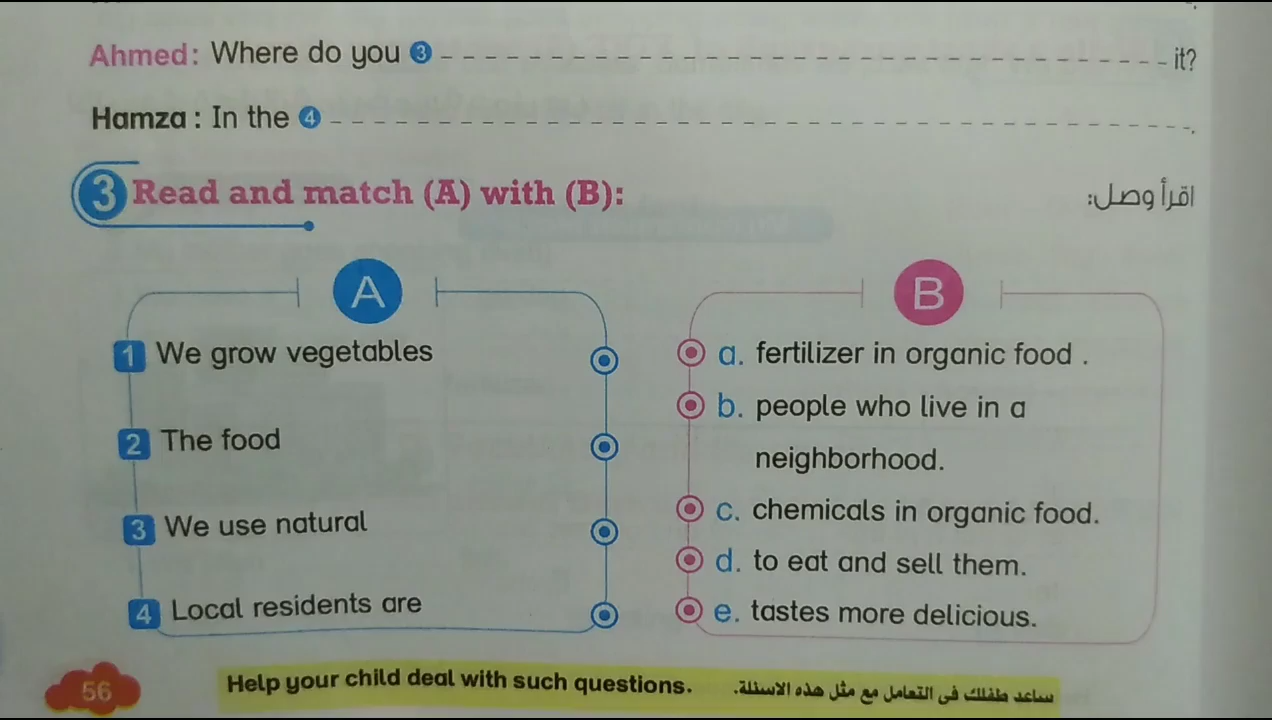 Ahmed: Where do you 3 ------------------------ it?
Hamza : In the 4 ------------------------.
3 Read and match (A) with (B):
اقرأ وصل:
A
1 We grow vegetables
2 The food
3 We use natural
4 Local residents are
B
a. fertilizer in organic food .
b. people who live in a
neighborhood.
c. chemicals in organic food.
d. to eat and sell them.
e. tastes more delicious.
56
Help your child deal with such questions.
ساعد طفلك فى التعامل مع مثل هذه الاسئلة.